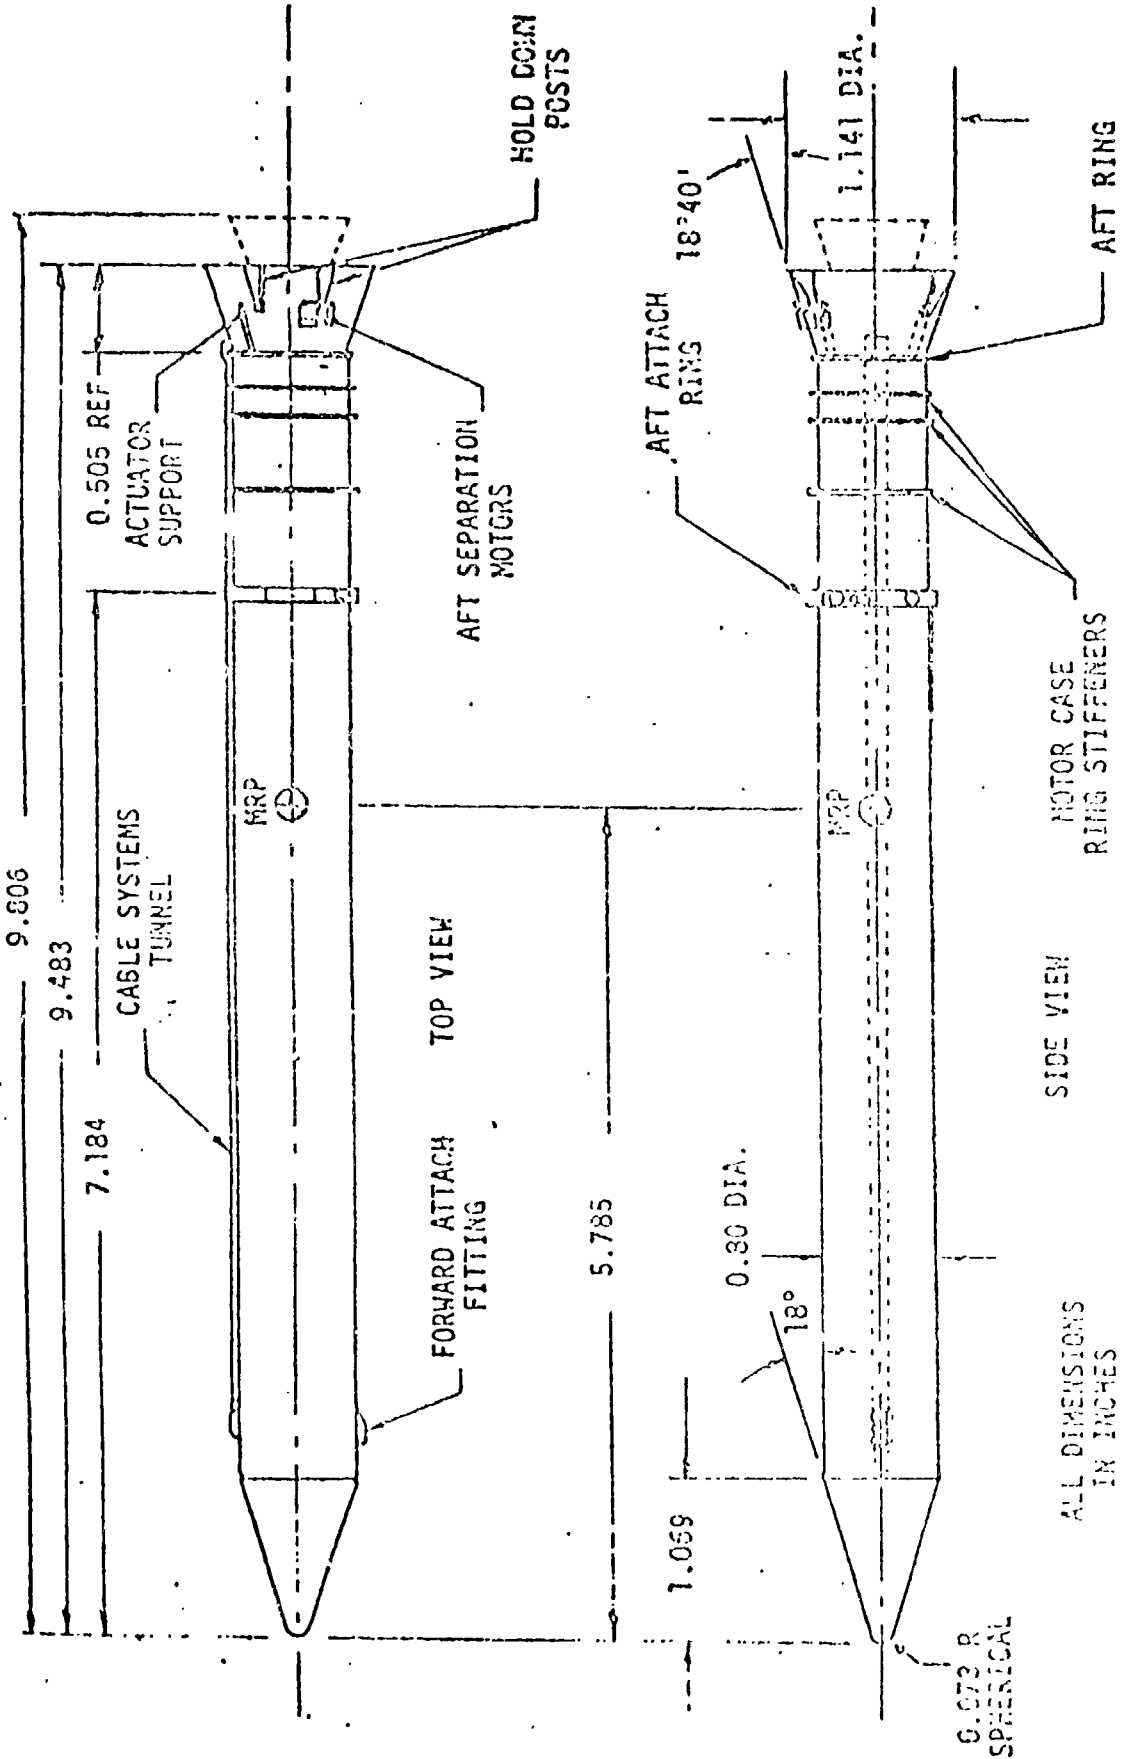 9.806
9.483
7.184
0.505 REF
CABLE SYSTEMS
TUNNEL
ACTUATOR
SUPPORT
HOLD DOWN
POSTS
MRP
AFT SEPARATION
MOTORS
FORWARD ATTACH
FITTING
TOP VIEW
5.785
1.069
0.80 DIA.
18°
AFT ATTACH
RING
18°40'
1.141 DIA.
MRP
AFT RING
0.073 R
SPHERICAL
SIDE VIEW
MOTOR CASE
RING STIFFENERS
ALL DIMENSIONS
IN INCHES